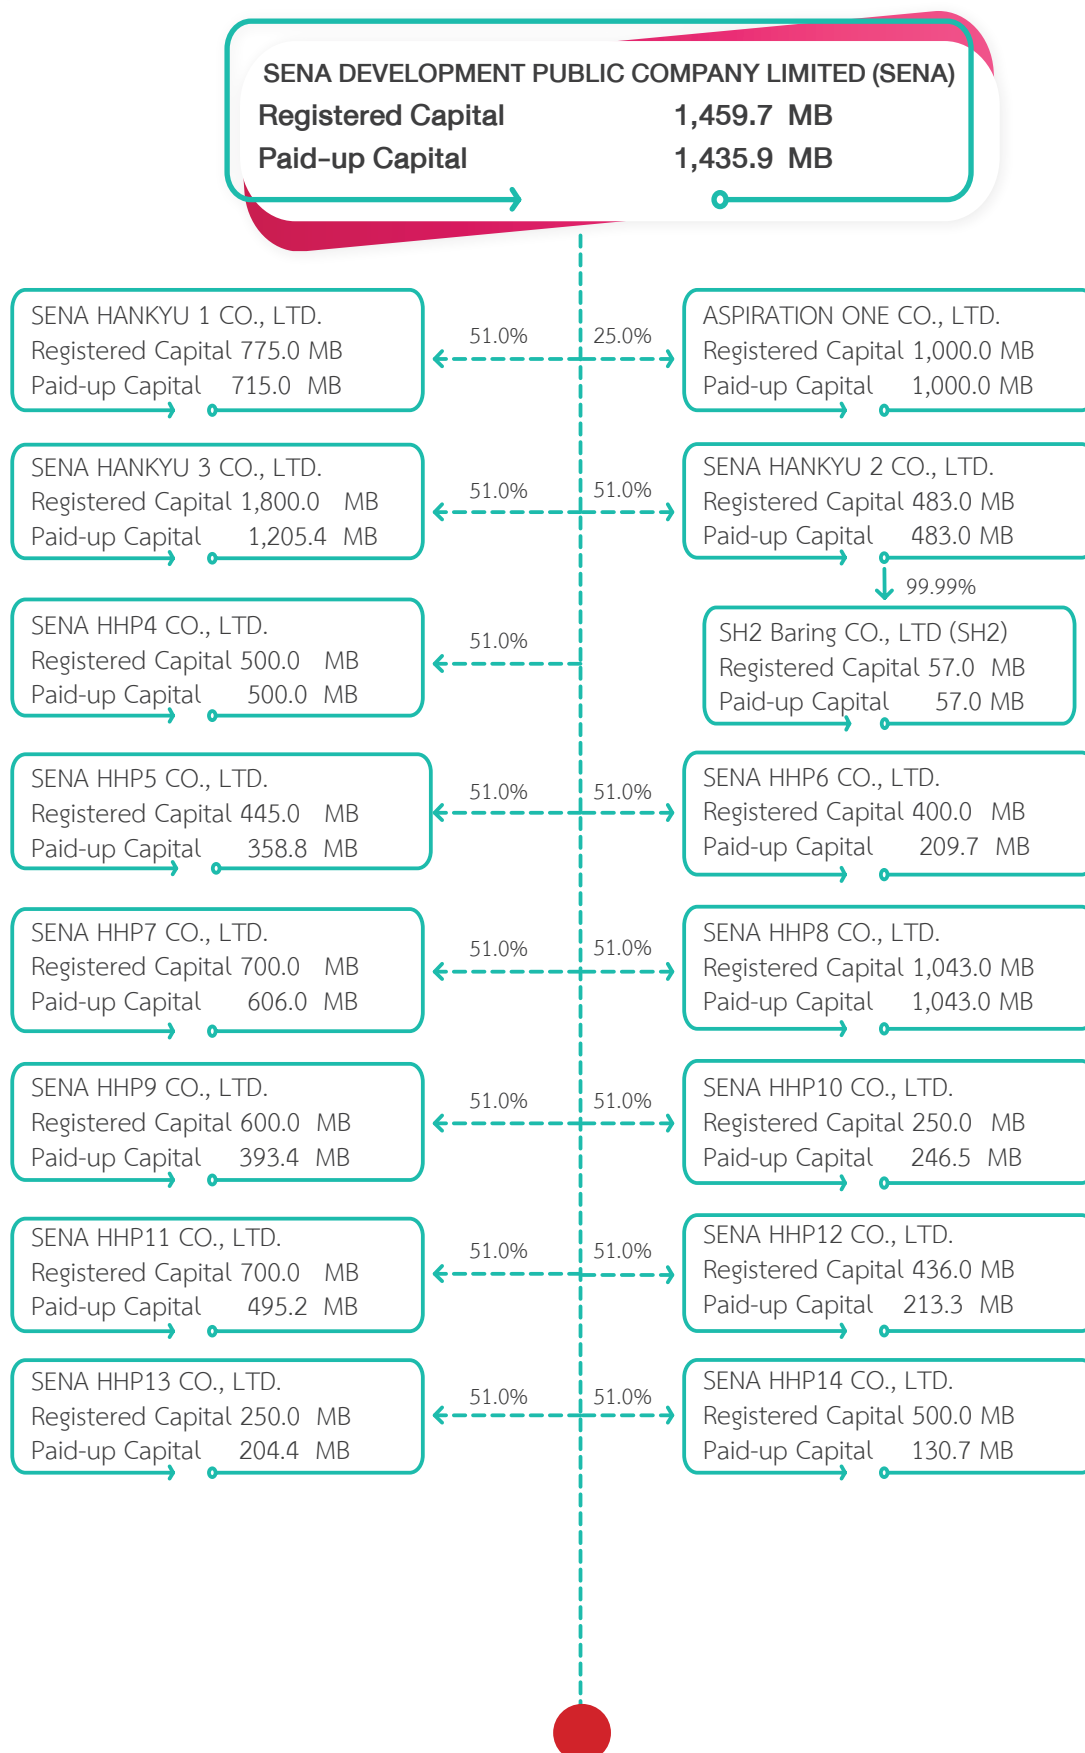 SENA DEVELOPMENT PUBLIC COMPANY LIMITED (SENA)
Registered Capital 1,459.7 MB
Paid-up Capital 1,435.9 MB
SENA HANKYU 1 CO., LTD.
Registered Capital 775.0 MB
Paid-up Capital 715.0 MB
51.0%
25.0%
ASPIRATION ONE CO., LTD.
Registered Capital 1,000.0 MB
Paid-up Capital 1,000.0 MB
SENA HANKYU 3 CO., LTD.
Registered Capital 1,800.0 MB
Paid-up Capital 1,205.4 MB
51.0%
51.0%
SENA HANKYU 2 CO., LTD.
Registered Capital 483.0 MB
Paid-up Capital 483.0 MB
99.99%
SENA HHP4 CO., LTD.
Registered Capital 500.0 MB
Paid-up Capital 500.0 MB
51.0%
SH2 Baring CO., LTD (SH2)
Registered Capital 57.0 MB
Paid-up Capital 57.0 MB
SENA HHP5 CO., LTD.
Registered Capital 445.0 MB
Paid-up Capital 358.8 MB
51.0%
51.0%
SENA HHP6 CO., LTD.
Registered Capital 400.0 MB
Paid-up Capital 209.7 MB
SENA HHP7 CO., LTD.
Registered Capital 700.0 MB
Paid-up Capital 606.0 MB
51.0%
51.0%
SENA HHP8 CO., LTD.
Registered Capital 1,043.0 MB
Paid-up Capital 1,043.0 MB
SENA HHP9 CO., LTD.
Registered Capital 600.0 MB
Paid-up Capital 393.4 MB
51.0%
51.0%
SENA HHP10 CO., LTD.
Registered Capital 250.0 MB
Paid-up Capital 246.5 MB
SENA HHP11 CO., LTD.
Registered Capital 700.0 MB
Paid-up Capital 495.2 MB
51.0%
51.0%
SENA HHP12 CO., LTD.
Registered Capital 436.0 MB
Paid-up Capital 213.3 MB
SENA HHP13 CO., LTD.
Registered Capital 250.0 MB
Paid-up Capital 204.4 MB
51.0%
51.0%
SENA HHP14 CO., LTD.
Registered Capital 500.0 MB
Paid-up Capital 130.7 MB